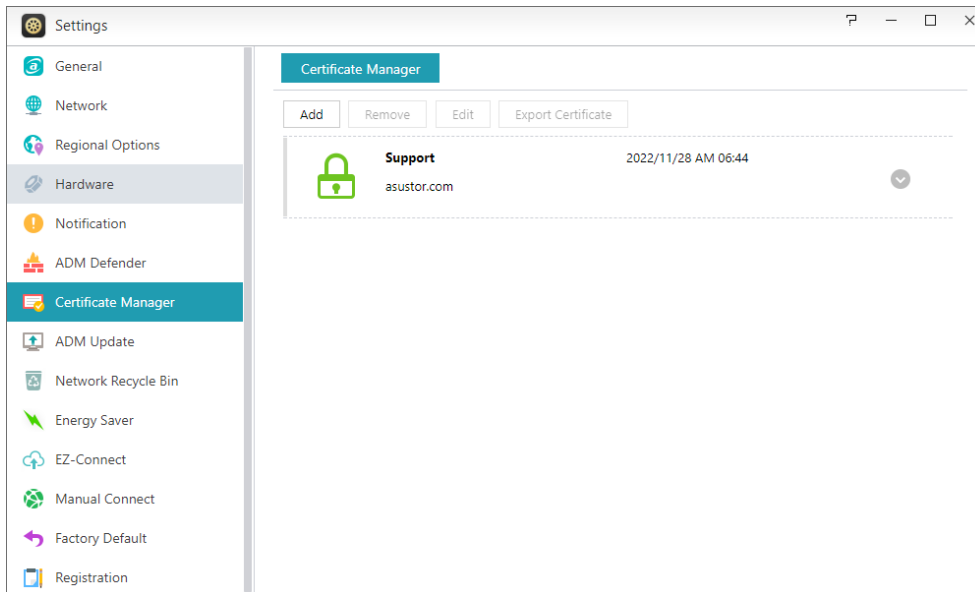 Settings
General
Network
Regional Options
Hardware
Notification
ADM Defender
Certificate Manager
ADM Update
Network Recycle Bin
Energy Saver
EZ-Connect
Manual Connect
Factory Default
Registration
Certificate Manager
Add Remove Edit Export Certificate
Support 2022/11/28 AM 06:44
asustor.com